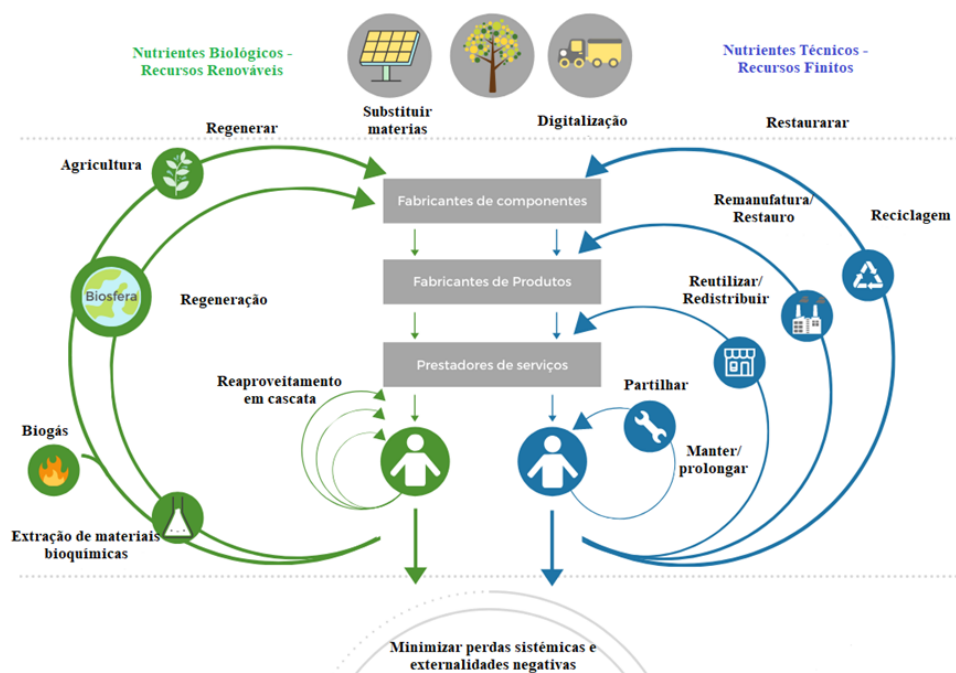 Nutrientes Biológicos -
Recursos Renováveis
Nutrientes Técnicos -
Recursos Finitos
Substituir
materias
Digitalização
Regenerar
Restaurarar
Agricultura
Fabricantes de componentes
Remanufatura/
Restauro
Reciclagem
Biosfera
Regeneração
Fabricantes de Produtos
Reutilizar/
Redistribuir
Prestadores de serviços
Reaproveitamento
em cascata
Partilhar
Biogás
Manter/
prolongar
Extração de materiais
bioquímicas
Minimizar perdas sistémicas e
externalidades negativas